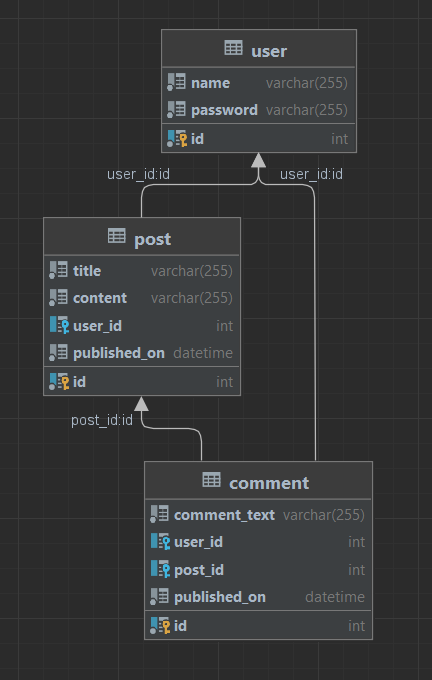 user
name varchar(255)
password varchar(255)
id int
user_id:id user_id:id
post
title varchar(255)
content varchar(255)
user_id int
published_on datetime
id int
post_id:id
comment
comment_text varchar(255)
user_id int
post_id int
published_on datetime
id int